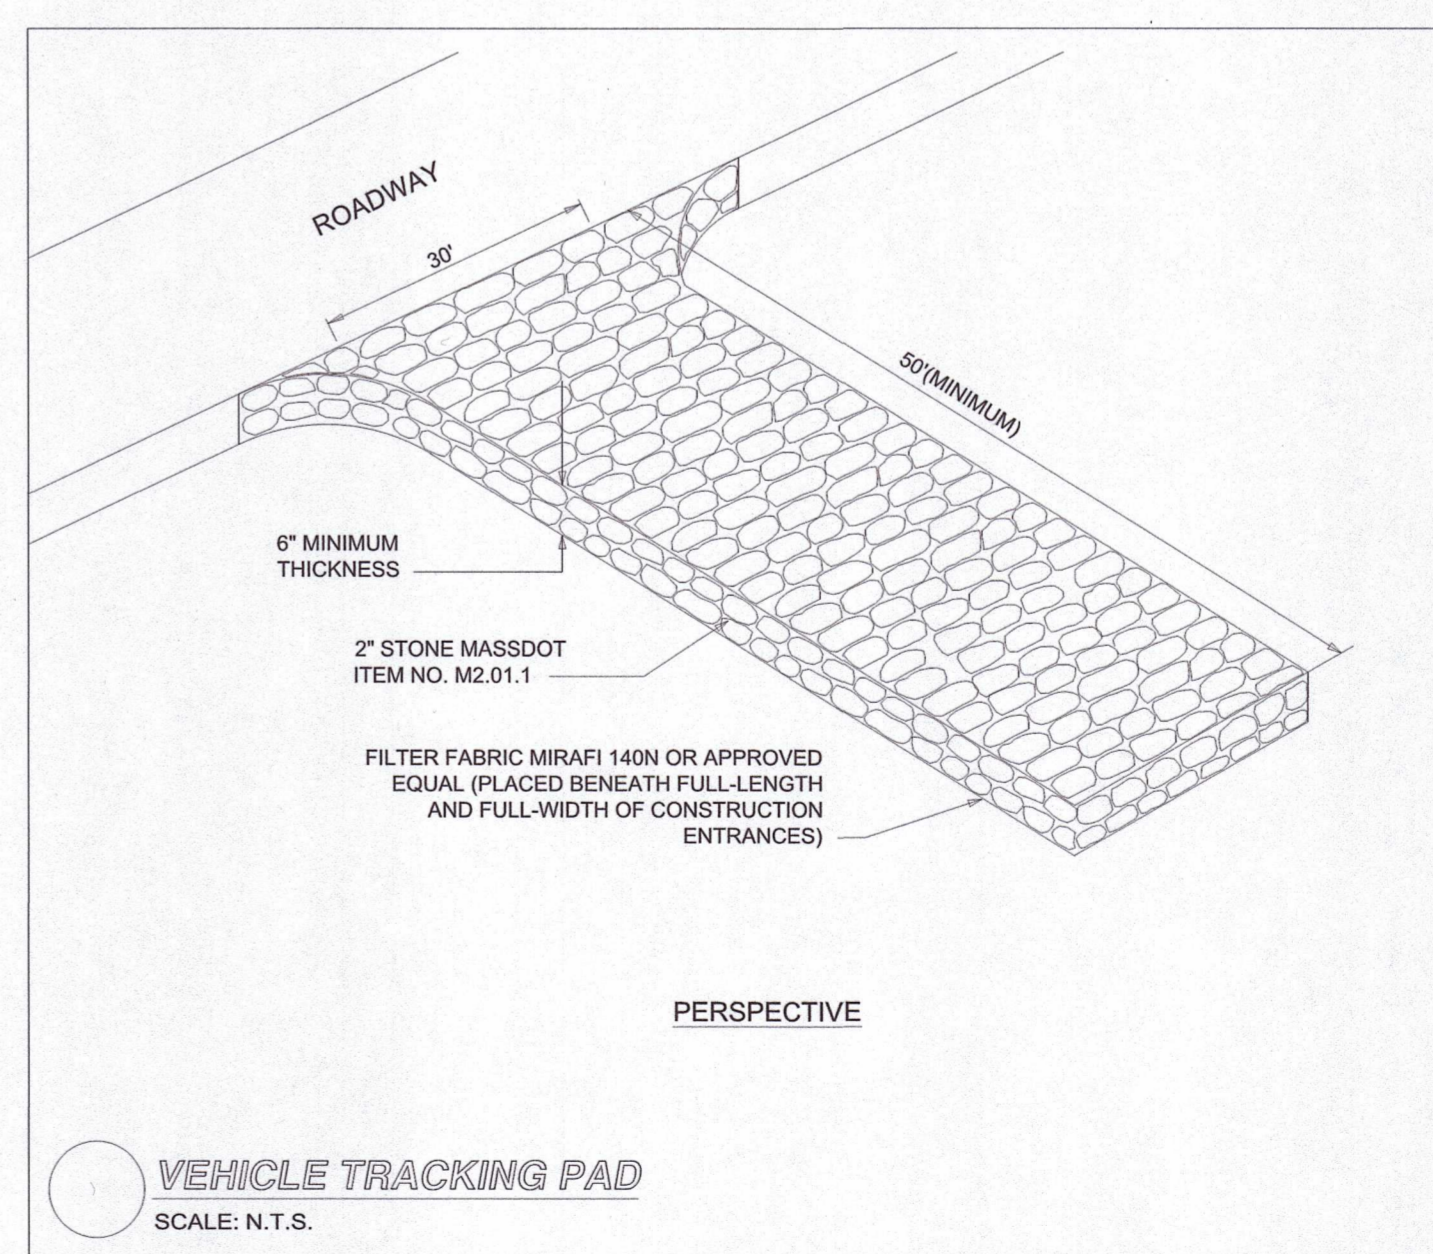 ROADWAY
30'
50'(MINIMUM)
6" MINIMUM
THICKNESS
2" STONE MASSDOT
ITEM NO. M2.01.1
FILTER FABRIC MIRAFI 140N OR APPROVED
EQUAL (PLACED BENEATH FULL-LENGTH
AND FULL-WIDTH OF CONSTRUCTION
ENTRANCES)
PERSPECTIVE
VEHICLE TRACKING PAD
SCALE: N.T.S.